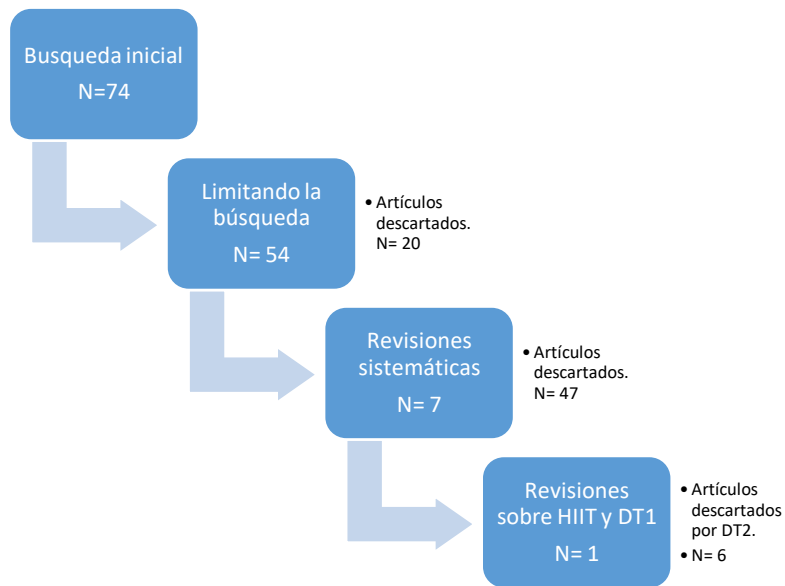 Busqueda inicial
N=74
Limitando la
búsqueda
N= 54
• Artículos
descartados.
N= 20
Revisiones
sistemáticas
N= 7
• Artículos
descartados.
N= 47
Revisiones
sobre HIIT y DT1
N= 1
• Artículos
descartados
por DT2.
• N= 6